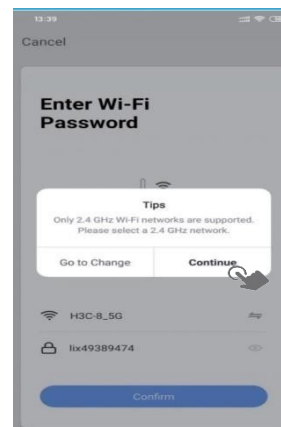 13:39
Cancel
Enter Wi-Fi
Password
Tips
Only 2.4 GHz Wi-Fi networks are supported.
Please select a 2.4 GHz network.
Go to Change
Continue
H3C-8_5G
lix49389474
Confirm